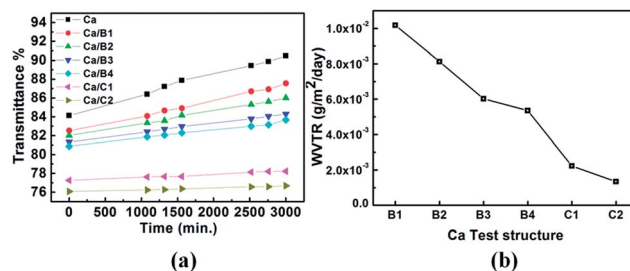 (a)
Ca
Ca/B1
Ca/B2
Ca/B3
Ca/B4
Ca/C1
Ca/C2
Transmittance %
94
92
90
88
86
84
82
80
78
76
0 500 1000 1500 2000 2500 3000
Time (min.)
(a)
(b)
WVTR (g/m²/day)
1.0x10⁻²
8.0x10⁻³
6.0x10⁻³
4.0x10⁻³
2.0x10⁻³
0.0
B1 B2 B3 B4 C1 C2
Ca Test structure
(b)